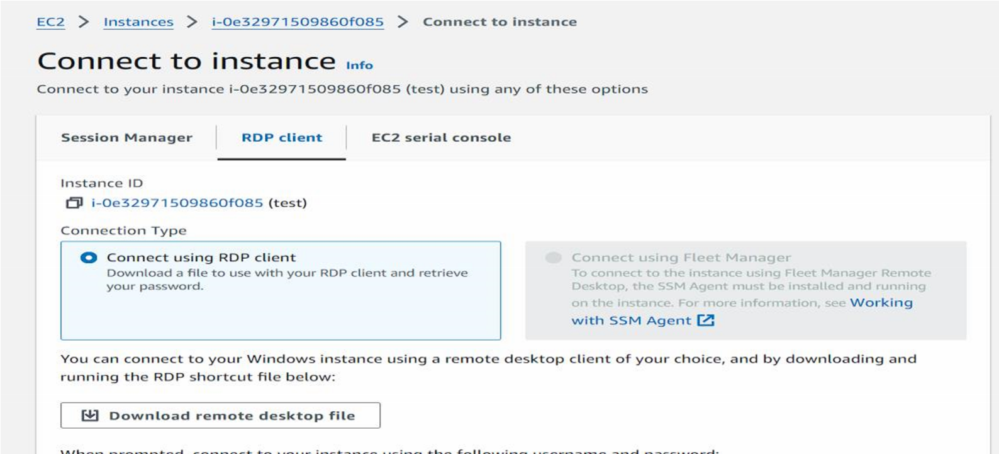 EC2 > Instances > i-0e32971509860f085 > Connect to instance
Connect to instance Info
Connect to your instance i-0e32971509860f085 (test) using any of these options
Session Manager RDP client EC2 serial console
Instance ID
i-0e32971509860f085 (test)
Connection Type
Connect using RDP client
Download a file to use with your RDP client and retrieve
your password.
Connect using Fleet Manager
To connect to the instance using Fleet Manager Remote
Desktop, the SSM Agent must be installed and running
on the instance. For more information, see Working
with SSM Agent
You can connect to your Windows instance using a remote desktop client of your choice, and by downloading and
running the RDP shortcut file below:
Download remote desktop file
When prompted, connect to your instance using the following username and password: